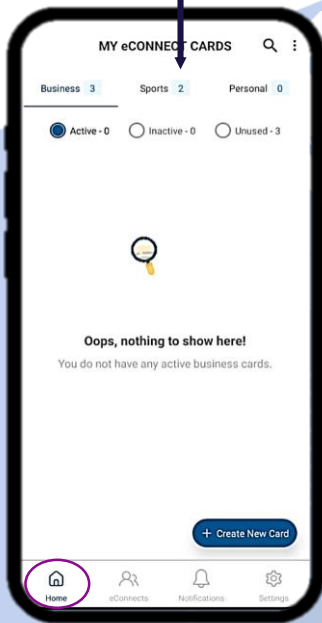 MY eCONNECT CARDS
Business 3 Sports 2 Personal 0
Active - 0 Inactive - 0 Unused - 3
Oops, nothing to show here!
You do not have any active business cards.
+ Create New Card
Home eConnects Notifications Settings